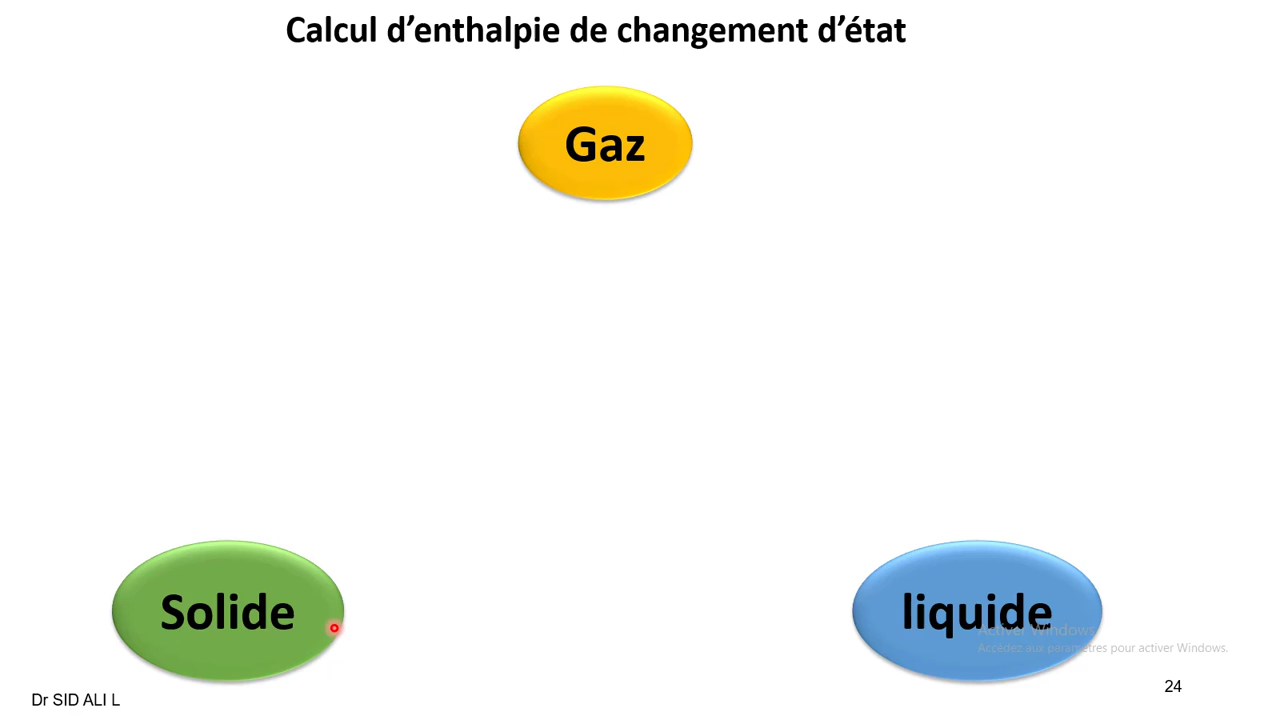 Calcul d’enthalpie de changement d’état
Gaz
Solide
liquide
Activer Windows
Accédez aux paramètres pour activer Windows.
24
Dr SID ALI L